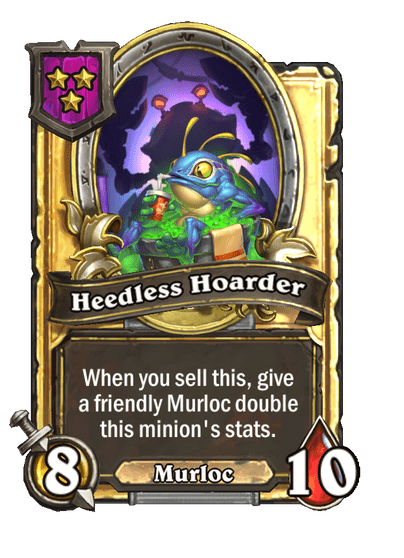 Heedless Hoarder
When you sell this, give
a friendly Murloc double
this minion's stats.
8
Murloc
10